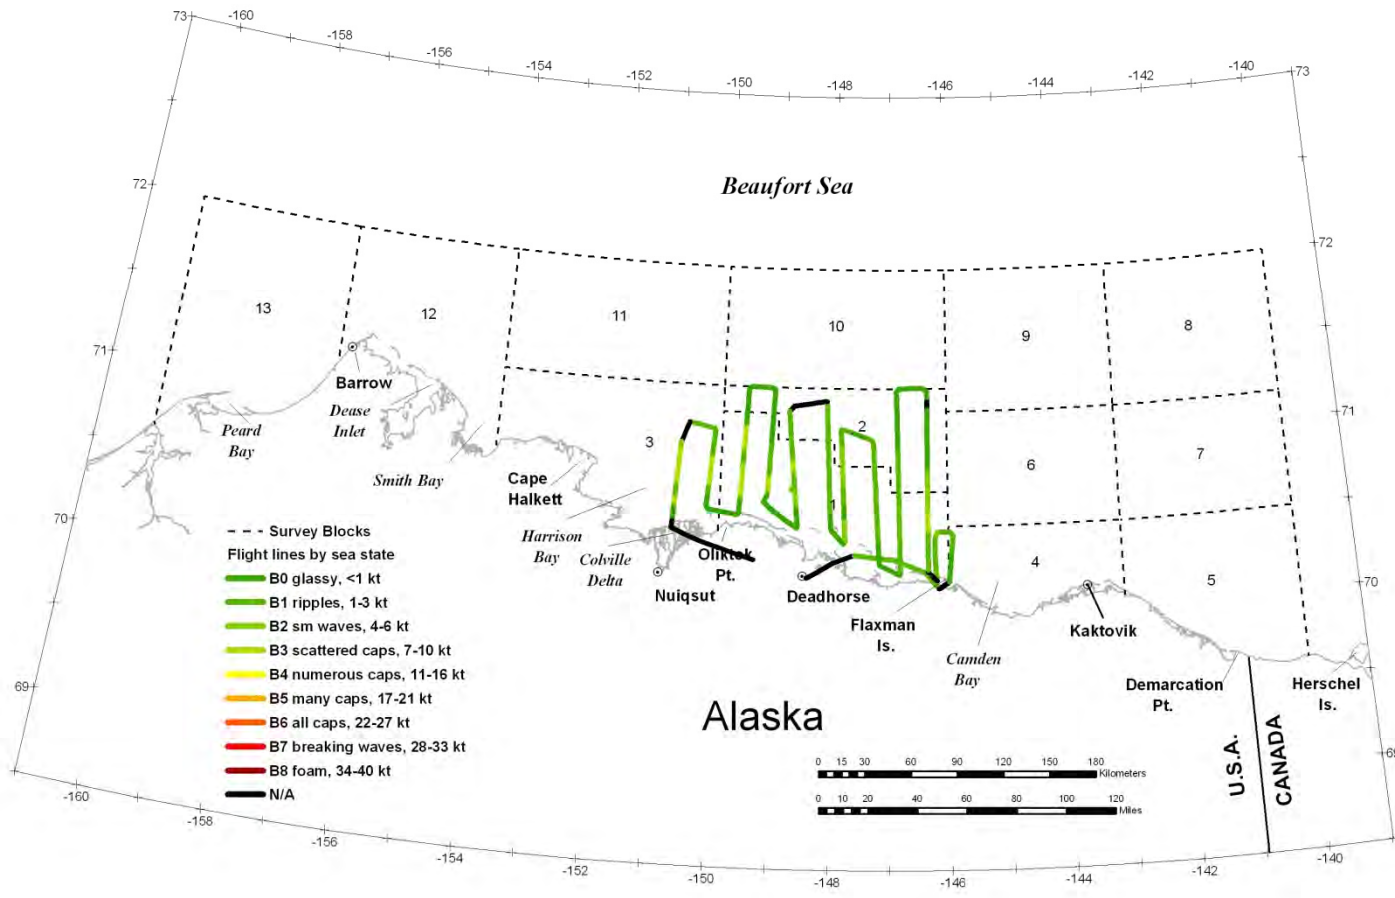 73
-160
-158
-156
-154
-152
-150
-148
-146
-144
-142
-140
73
72
Beaufort Sea
72
13
12
11
10
9
8
71
Barrow
Dease
Inlet
Peard
Bay
Smith Bay
3
2
1
6
7
71
Cape
Halkett
Harrison
Bay
Colville
Delta
Oliktok
Pt.
Nuiqsut
Deadhorse
Flaxman
Is.
4
5
70
70
Kaktovik
Camden
Bay
Demarcation
Pt.
Herschel
Is.
Survey Blocks
Flight lines by sea state
B0 glassy, <1 kt
B1 ripples, 1-3 kt
B2 sm waves, 4-6 kt
B3 scattered caps, 7-10 kt
B4 numerous caps, 11-16 kt
B5 many caps, 17-21 kt
B6 all caps, 22-27 kt
B7 breaking waves, 28-33 kt
B8 foam, 34-40 kt
N/A
69
Alaska
U.S.A.
CANADA
69
0 15 30 60 90 120 150 180
Kilometers
0 10 20 40 60 80 100 120
Miles
-160
-158
-156
-154
-152
-150
-148
-146
-144
-142
-140